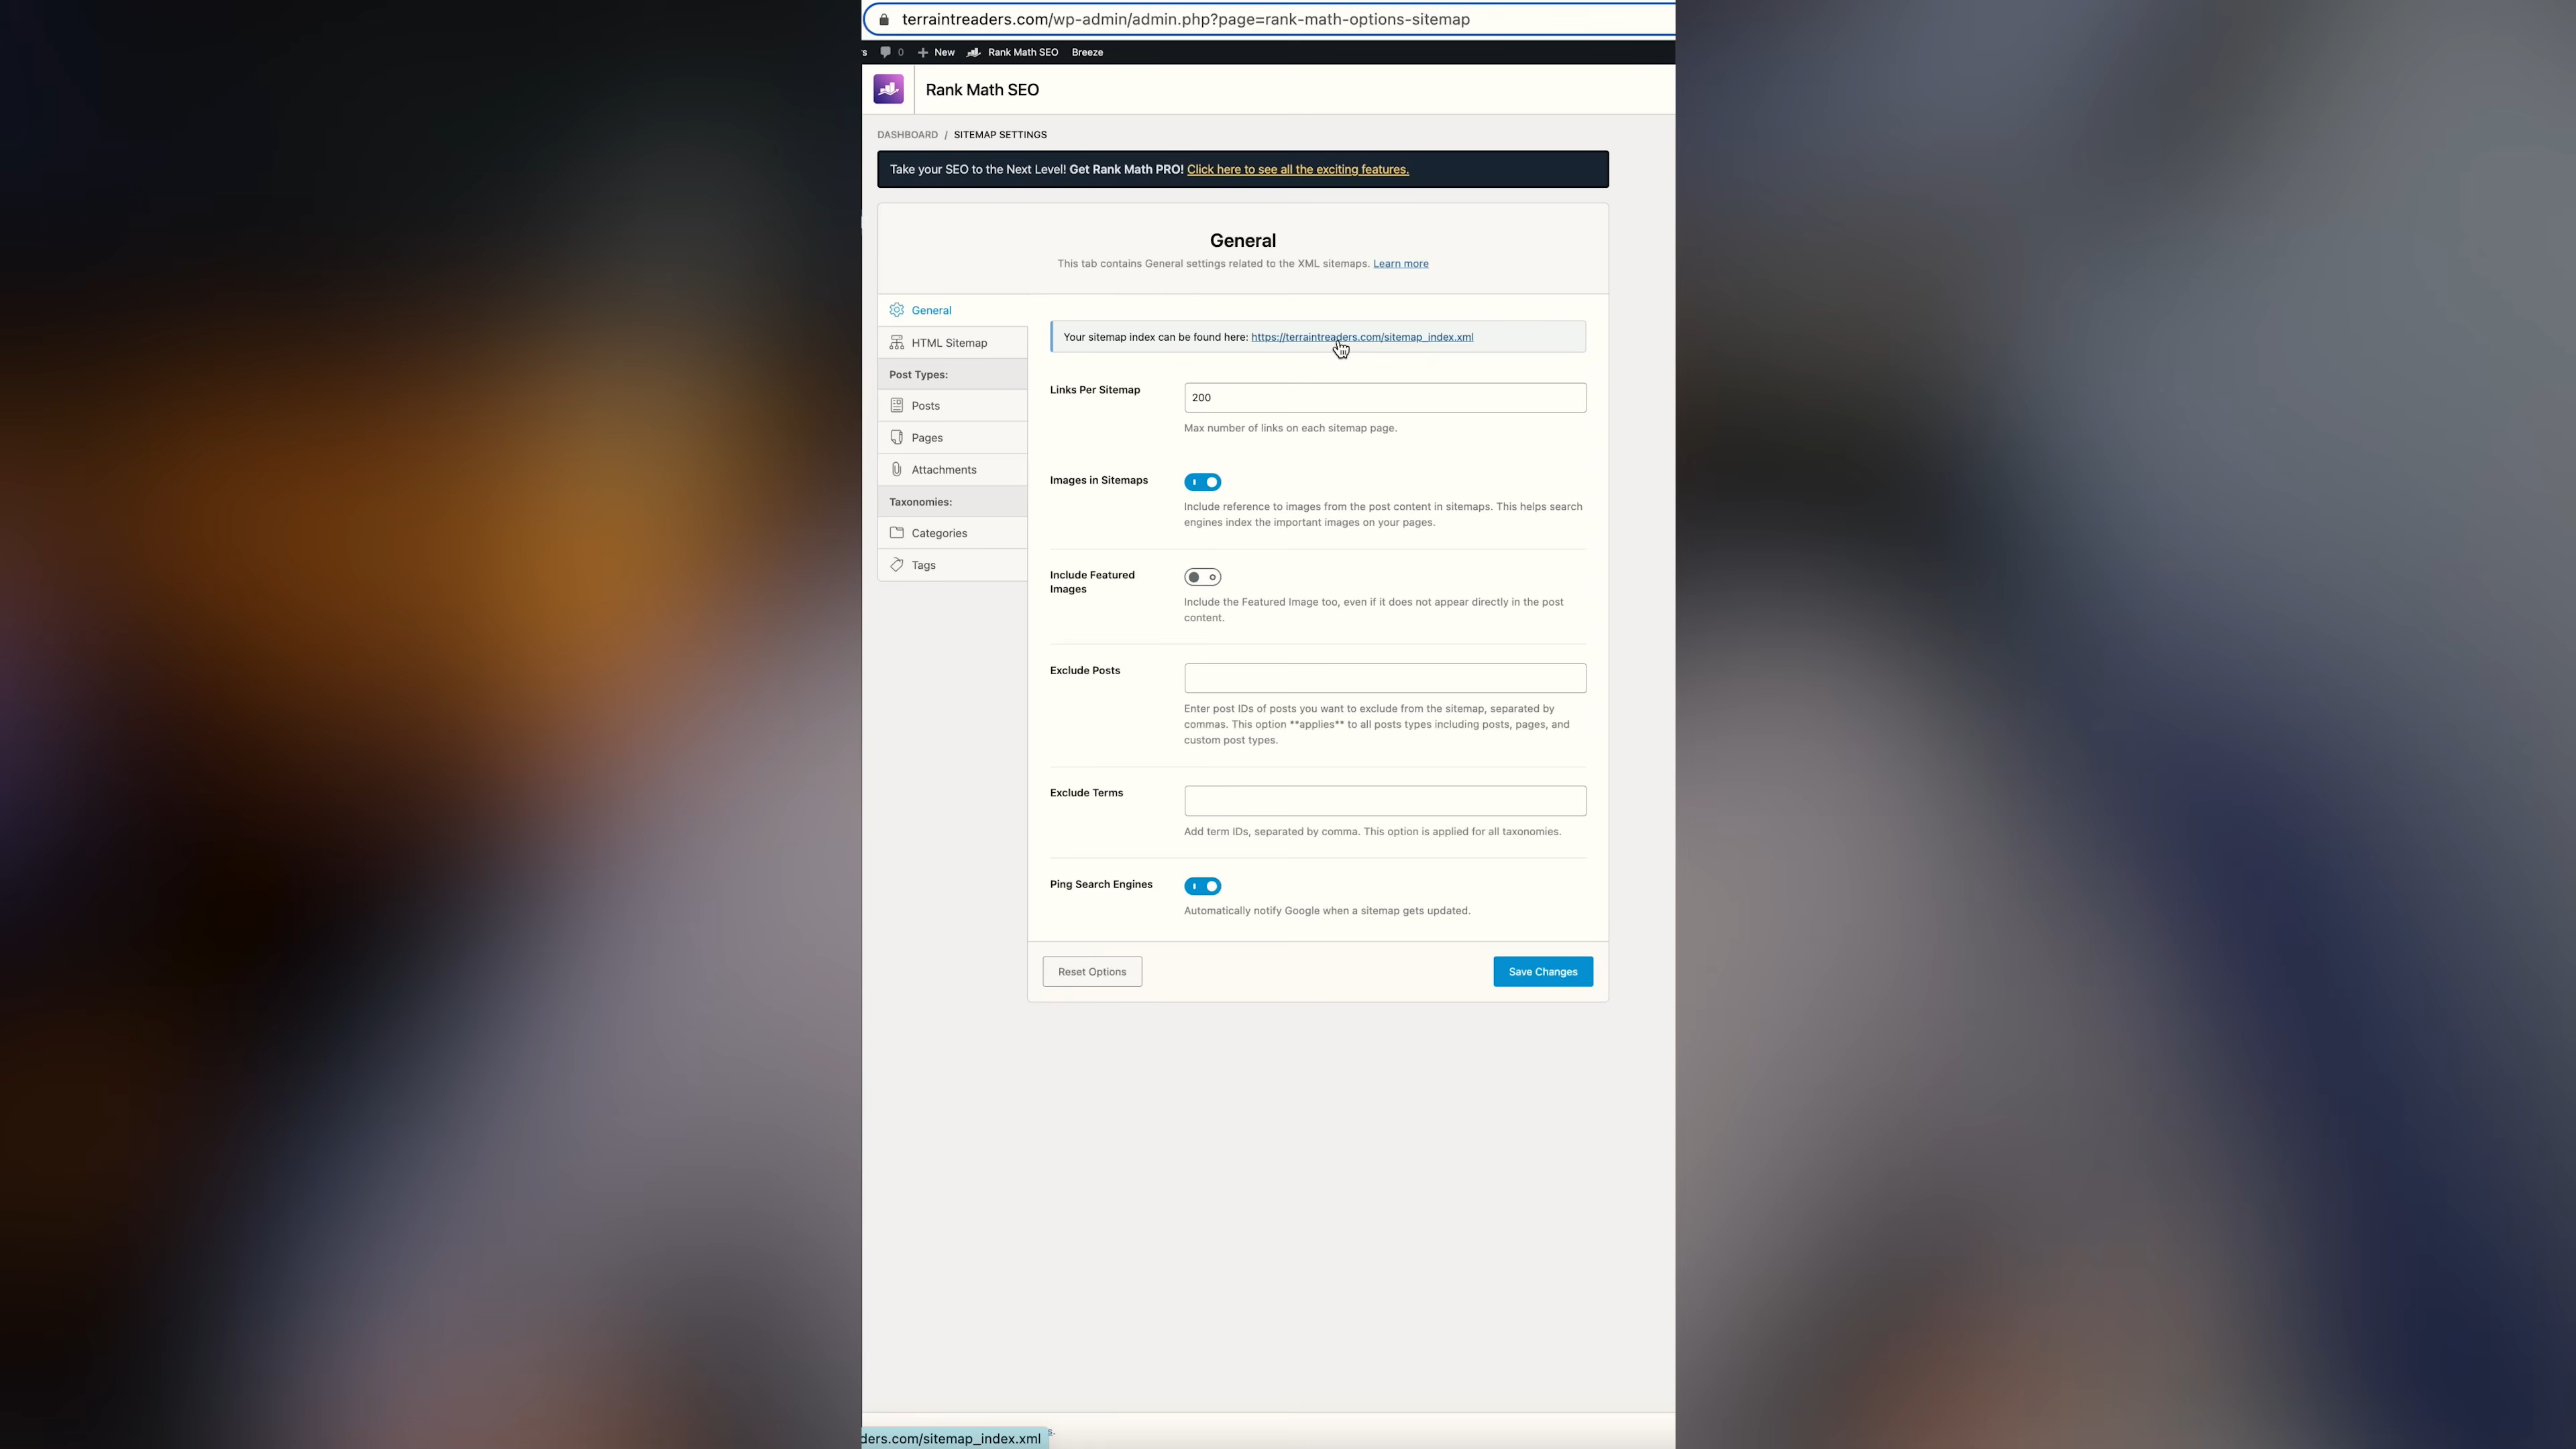 terraintreaders.com/wp-admin/admin.php?page=rank-math-options-sitemap
s 0 New Rank Math SEO Breeze
Rank Math SEO
DASHBOARD / SITEMAP SETTINGS
Take your SEO to the Next Level! Get Rank Math PRO! Click here to see all the exciting features.
General
This tab contains General settings related to the XML sitemaps. Learn more
General
HTML Sitemap
Post Types:
Posts
Pages
Attachments
Taxonomies:
Categories
Tags
Your sitemap index can be found here: https://terraintreaders.com/sitemap_index.xml
Links Per Sitemap
200
Max number of links on each sitemap page.
Images in Sitemaps
Include reference to images from the post content in sitemaps. This helps search
engines index the important images on your pages.
Include Featured
Images
Include the Featured Image too, even if it does not appear directly in the post
content.
Exclude Posts
Enter post IDs of posts you want to exclude from the sitemap, separated by
commas. This option **applies** to all posts types including posts, pages, and
custom post types.
Exclude Terms
Add term IDs, separated by comma. This option is applied for all taxonomies.
Ping Search Engines
Automatically notify Google when a sitemap gets updated.
Reset Options
Save Changes
s.
ders.com/sitemap_index.xml